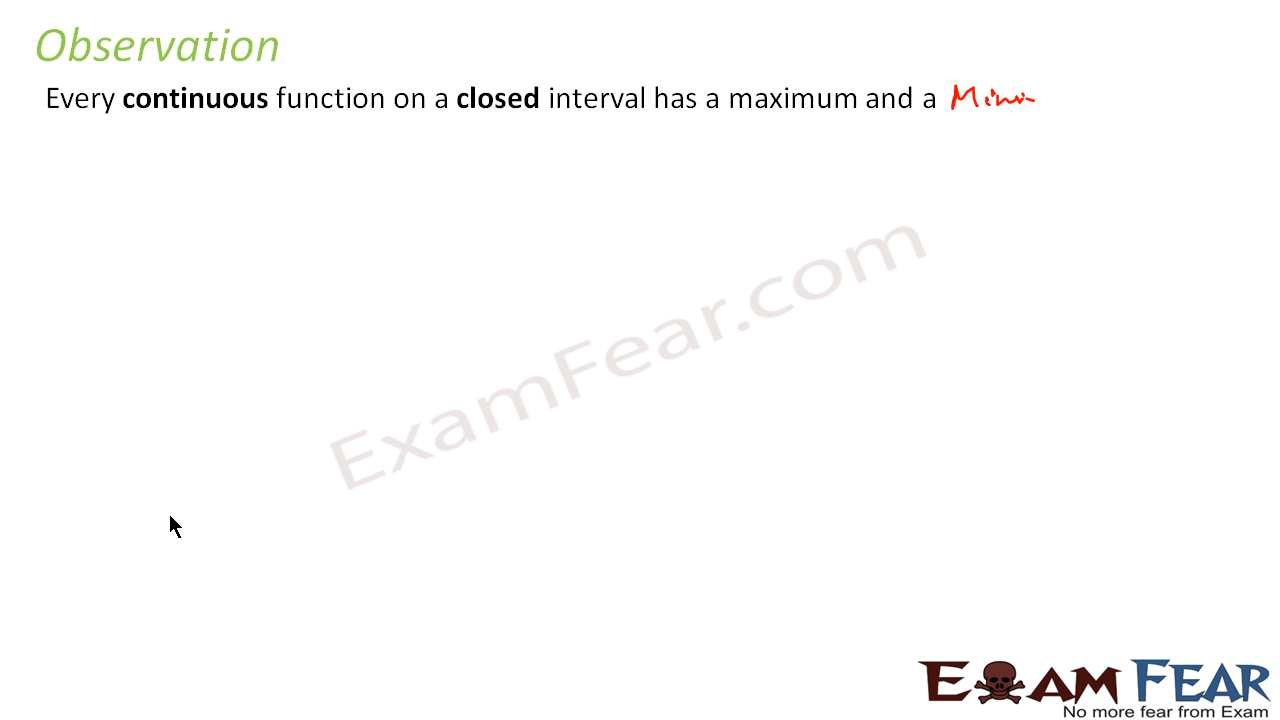 Observation
Every continuous function on a closed interval has a maximum and a Mini
ExamFear.com
EXAM FEAR
No more fear from Exam